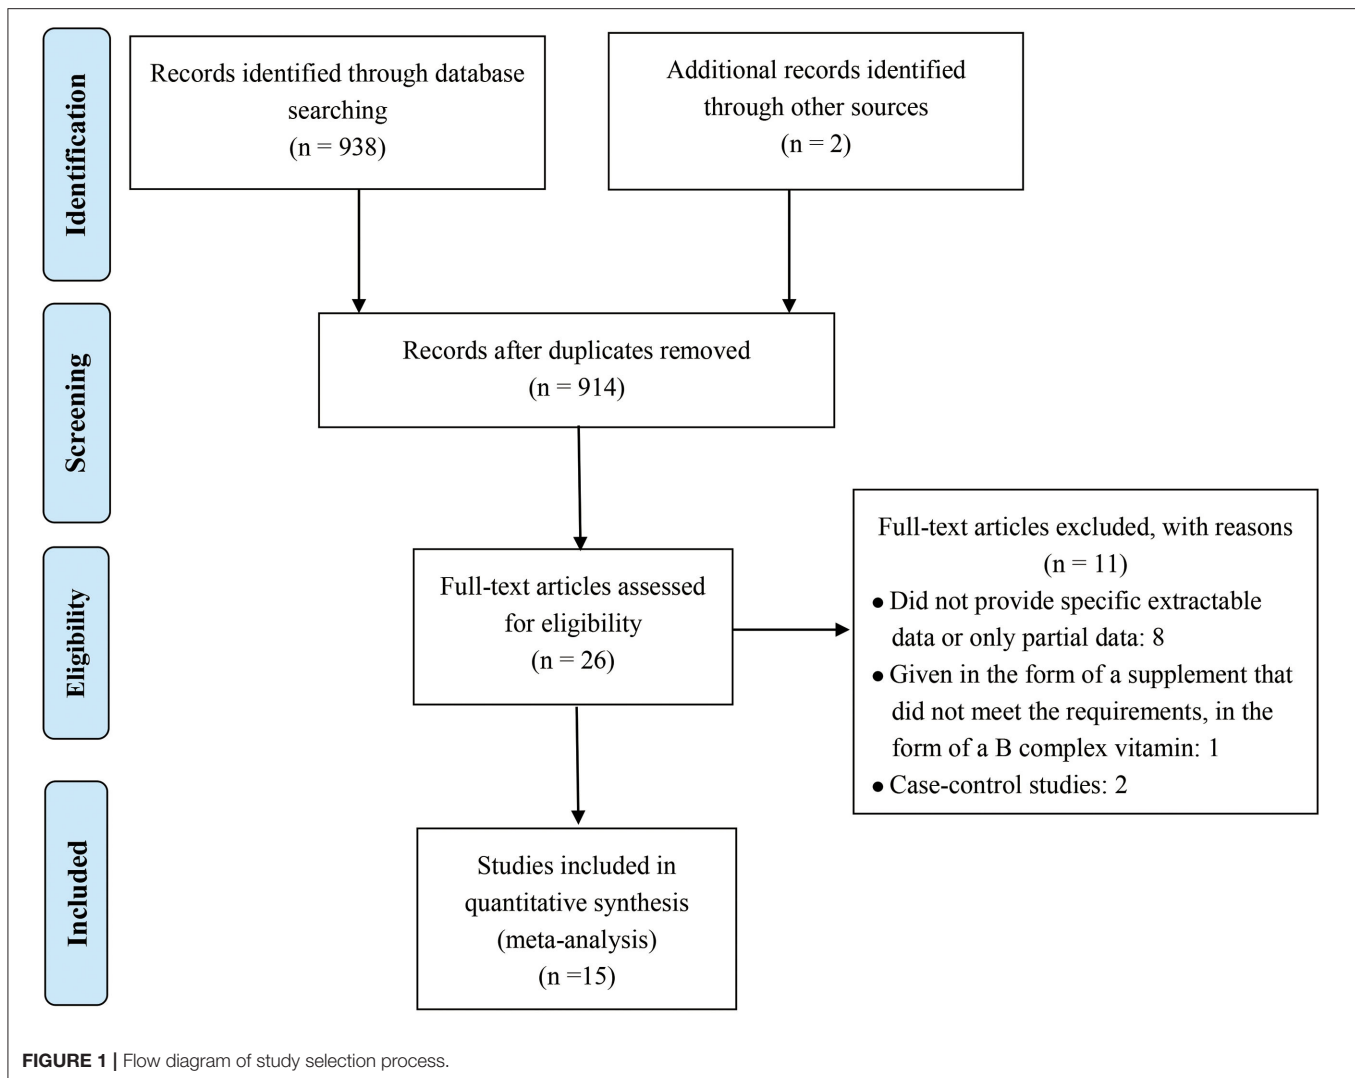 Identification
Records identified through database
searching
(n = 938)
Additional records identified
through other sources
(n = 2)
Screening
Records after duplicates removed
(n = 914)
Eligibility
Full-text articles assessed
for eligibility
(n = 26)
Full-text articles excluded, with reasons
(n = 11)
● Did not provide specific extractable
data or only partial data: 8
● Given in the form of a supplement that
did not meet the requirements, in the
form of a B complex vitamin: 1
● Case-control studies: 2
Included
Studies included in
quantitative synthesis
(meta-analysis)
(n =15)
FIGURE 1 | Flow diagram of study selection process.